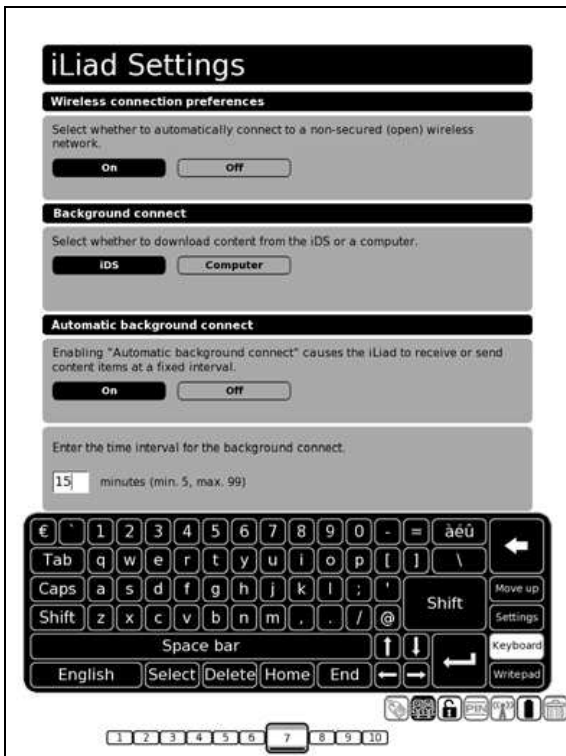 iLiad Settings
Wireless connection preferences
Select whether to automatically connect to a non-secured (open) wireless
network.
On Off
Background connect
Select whether to download content from the iDS or a computer.
iDS Computer
Automatic background connect
Enabling "Automatic background connect" causes the iLiad to receive or send
content items at a fixed interval.
On Off
Enter the time interval for the background connect.
15 minutes (min. 5, max. 99)
€ ` 1 2 3 4 5 6 7 8 9 0 - = àéû
Tab q w e r t y u i o p [ ] \
Caps a s d f g h j k l ; ' Shift Move up
Shift z x c v b n m , . / @ Settings
Space bar Keyboard
English Select Delete Home End Writepad
PIN
1 2 3 4 5 6 7 8 9 10